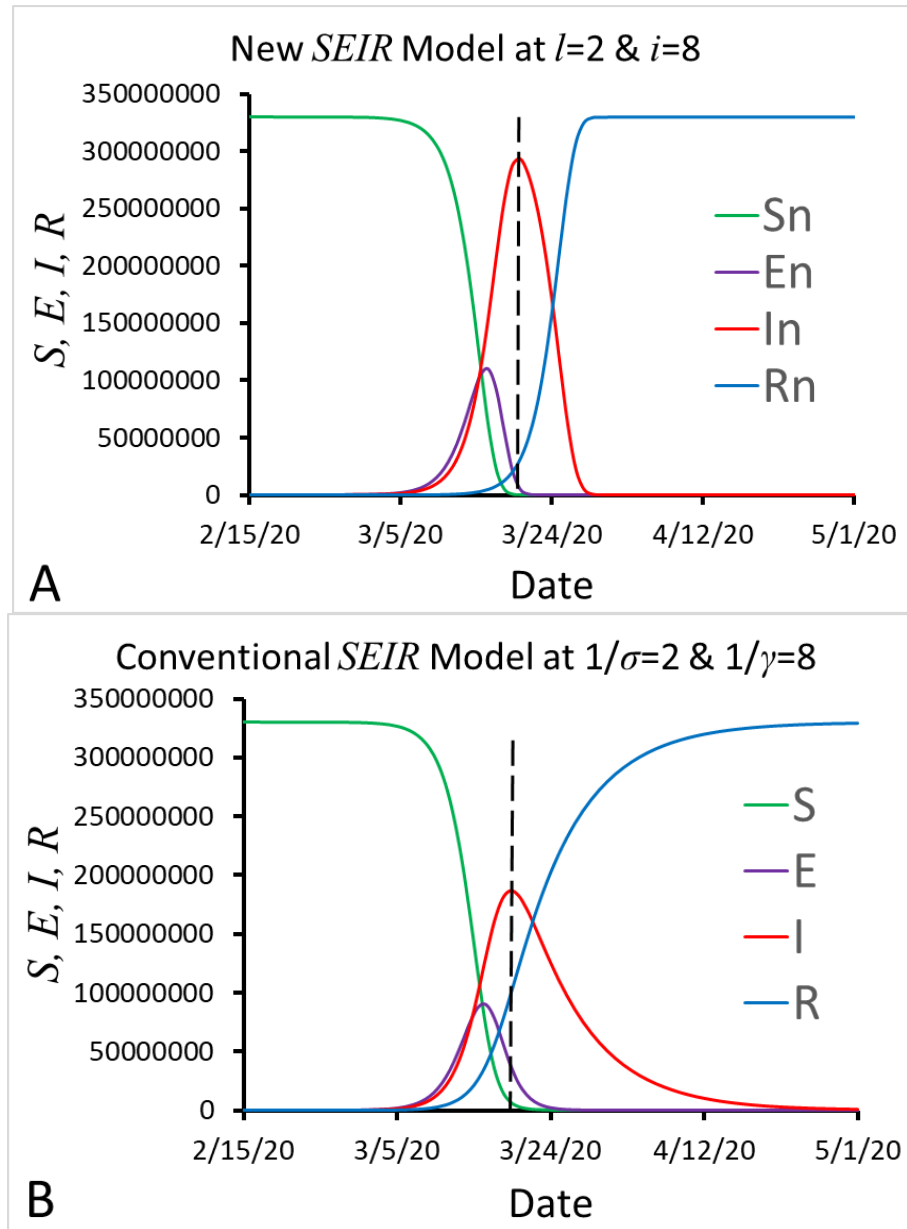 New SEIR Model at l=2 & i=8
350000000
300000000
250000000
200000000
150000000
100000000
50000000
0
S, E, I, R
Sn
En
In
Rn
2/15/20 3/5/20 3/24/20 4/12/20 5/1/20
Date
A
Conventional SEIR Model at 1/σ=2 & 1/γ=8
350000000
300000000
250000000
200000000
150000000
100000000
50000000
0
S, E, I, R
S
E
I
R
2/15/20 3/5/20 3/24/20 4/12/20 5/1/20
Date
B